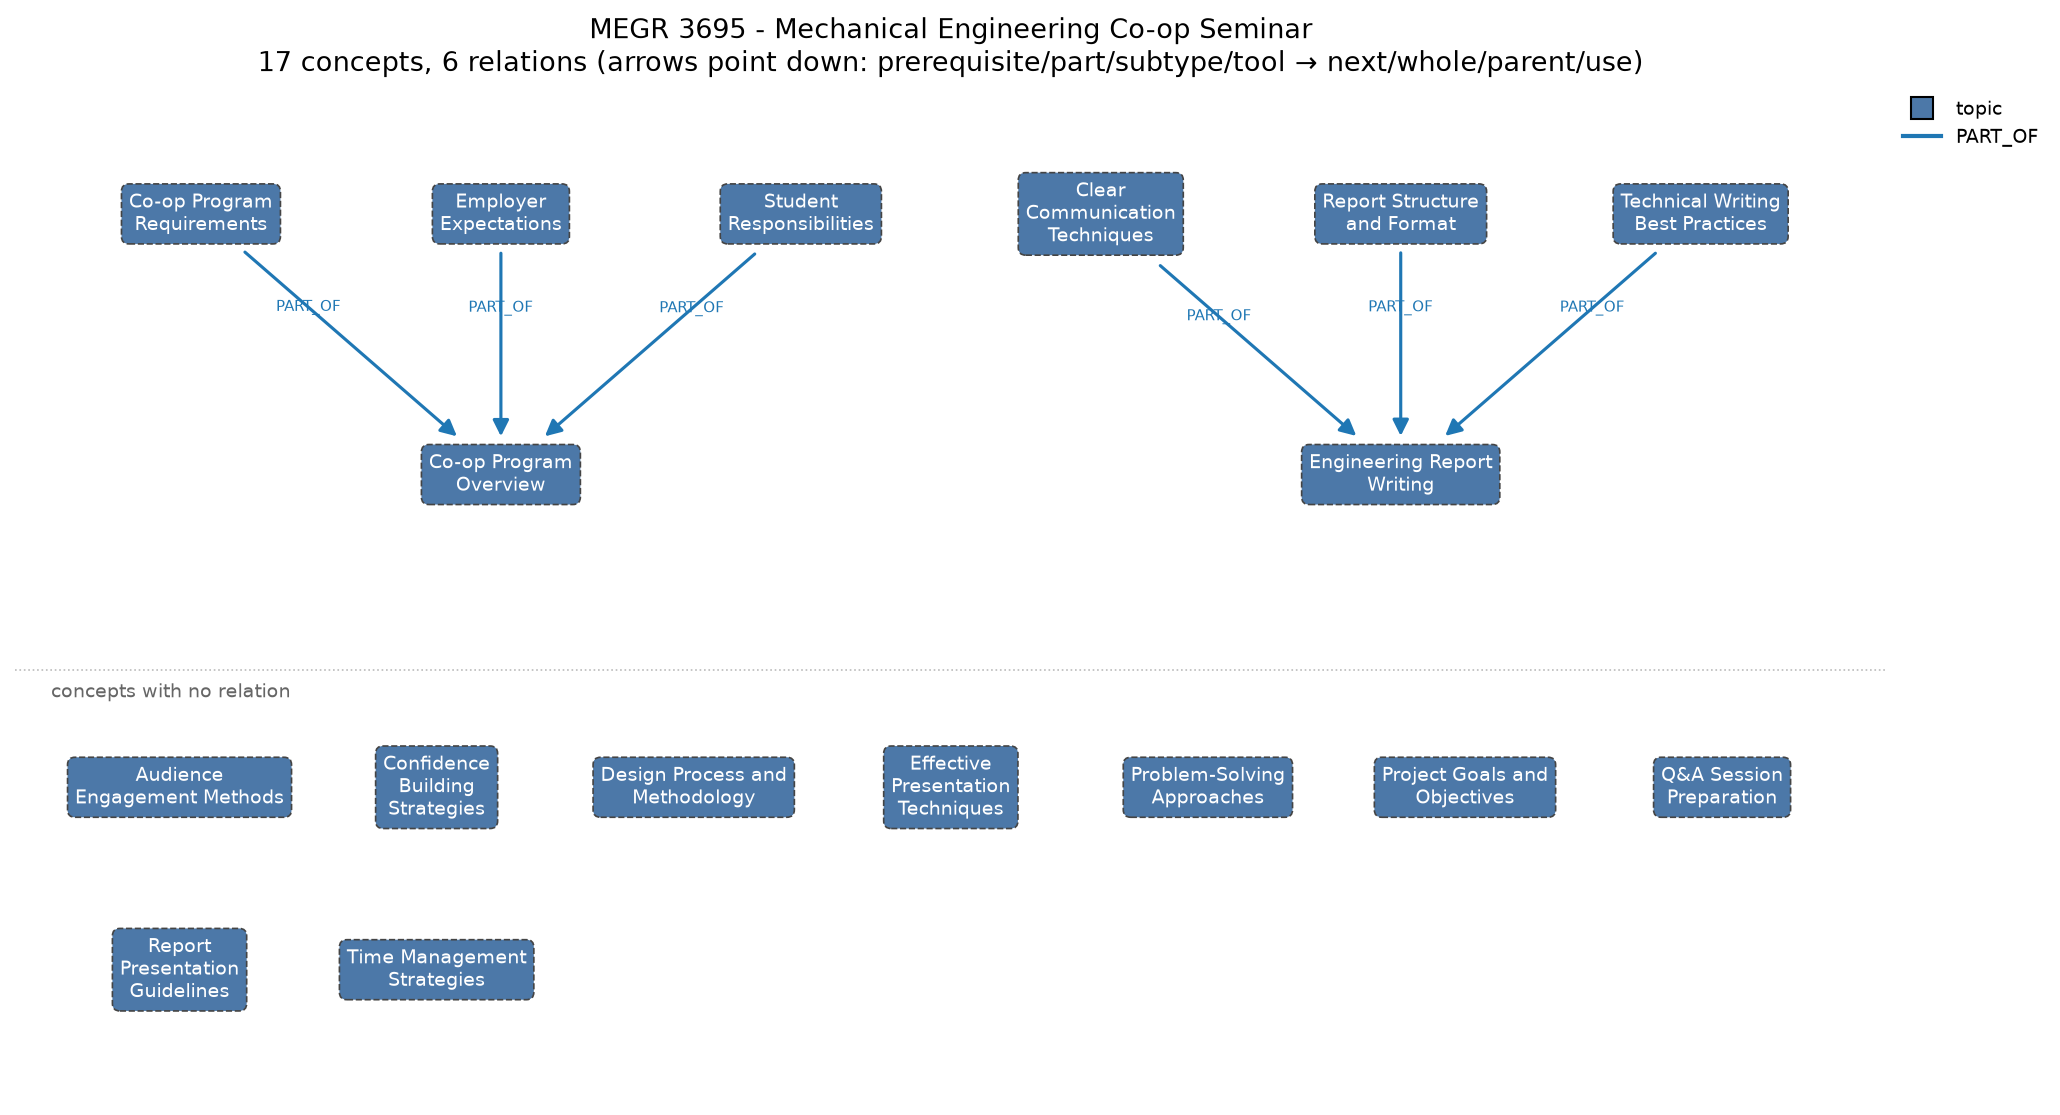 MEGR 3695 - Mechanical Engineering Co-op Seminar
17 concepts, 6 relations (arrows point down: prerequisite/part/subtype/tool → next/whole/parent/use)
topic
PART_OF
Co-op Program
Requirements
Employer
Expectations
Student
Responsibilities
Clear
Communication
Techniques
Report Structure
and Format
Technical Writing
Best Practices
PART_OF
PART_OF
PART_OF
PART_OF
PART_OF
PART_OF
Co-op Program
Overview
Engineering Report
Writing
concepts with no relation
Audience
Engagement Methods
Confidence
Building
Strategies
Design Process and
Methodology
Effective
Presentation
Techniques
Problem-Solving
Approaches
Project Goals and
Objectives
Q&A Session
Preparation
Report
Presentation
Guidelines
Time Management
Strategies